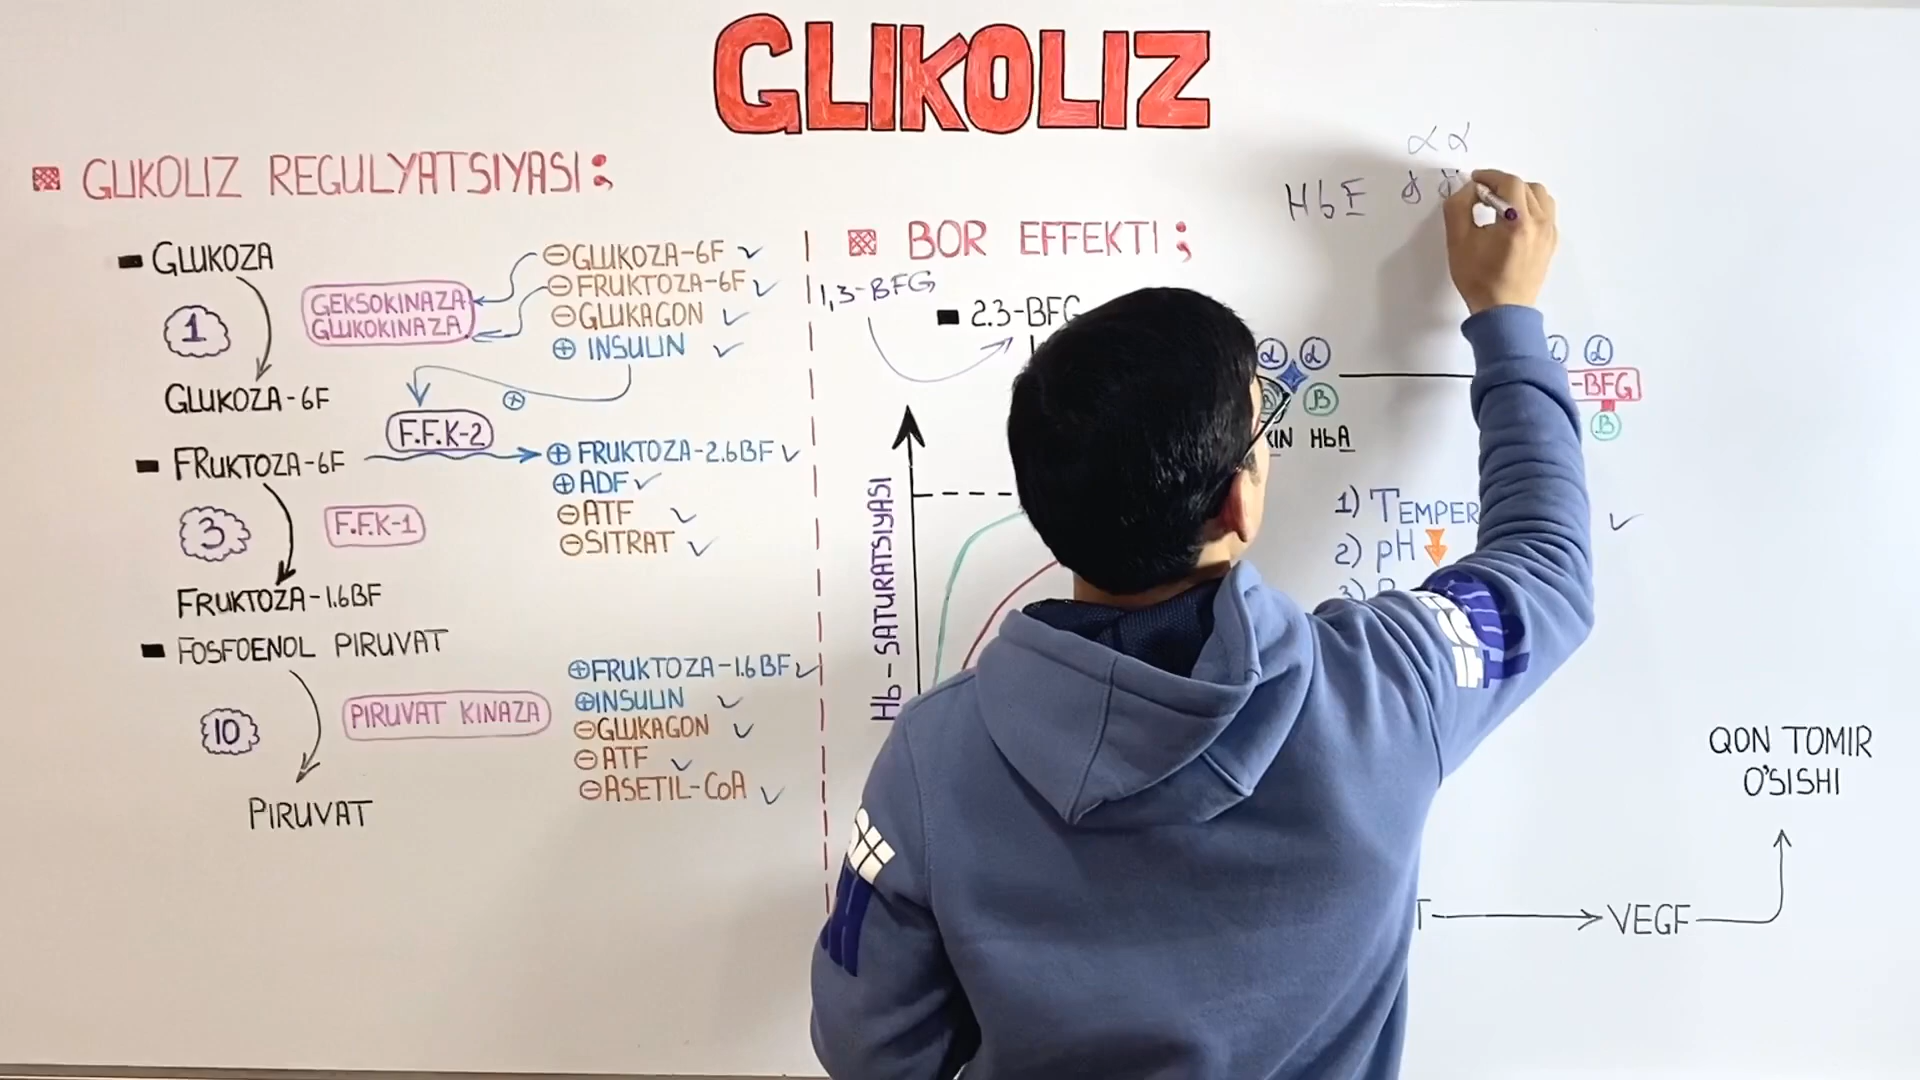 GLIKOLIZ
GLIKOLIZ REGULYATSIYASI:
GLUKOZA
1
GEKSOKINAZA
GLUKOKINAZA
⊖GLUKOZA-6F ✓
⊖FRUKTOZA-6F ✓
⊖GLUKAGON ✓
⊕ INSULIN ✓
GLUKOZA-6F
⊕
F.F.K-2
FRUKTOZA-6F
⊕ FRUKTOZA-2.6BF ✓
⊕ADF ✓
⊖ATF ✓
⊖SITRAT ✓
3
F.F.K-1
FRUKTOZA-1.6BF
FOSFOENOL PIRUVAT
10
PIRUVAT KINAZA
⊕FRUKTOZA-1.6BF ✓
⊕INSULIN ✓
⊖GLUKAGON ✓
⊖ATF ✓
⊖ASETIL-CoA ✓
PIRUVAT
BOR EFFEKTI ;
1,3-BFG
2.3-BFG
Hb-SATURATSIYASI
α α
HbF
α α
B B
HbA
α
-BFG
B
1) TEMPER
2) pH
3)
QON TOMIR
O'SISHI
VEGF